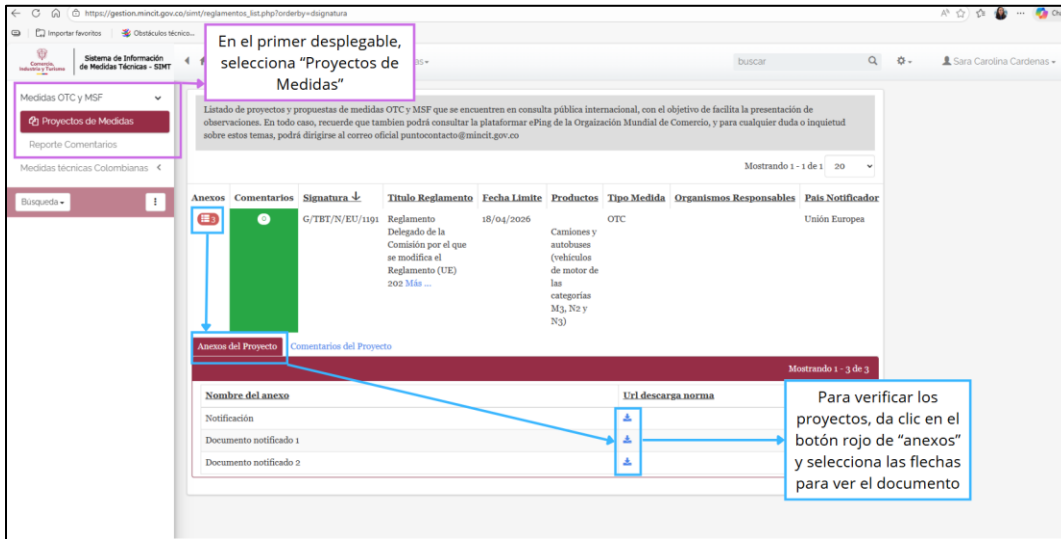 https://gestion.mincit.gov.co/simt/reglamentos_list.php?orderby=dsignatura
Importar favoritos
Obstáculos técnico...
Comercio,
Industria y Turismo
Sistema de Información
de Medidas Técnicas - SIMT
En el primer desplegable,
selecciona “Proyectos de
Medidas”
as
buscar
Sara Carolina Cardenas
Medidas OTC y MSF
Proyectos de Medidas
Reporte Comentarios
Medidas técnicas Colombianas
Búsqueda
Listado de proyectos y propuestas de medidas OTC y MSF que se encuentren en consulta pública internacional, con el objetivo de facilita la presentación de
observaciones. En todo caso, recuerde que tambien podrá consultar la plataformar ePing de la Orgaización Mundial de Comercio, y para cualquier duda o inquietud
sobre estos temas, podrá dirigirse al correo oficial puntocontacto@mincit.gov.co
Mostrando 1 - 1 de 1 20
Anexos Comentarios Signatura Titulo Reglamento Fecha Limite Productos Tipo Medida Organismos Responsables Pais Notificador
3 G/TBT/N/EU/1191 Reglamento 18/04/2026 OTC Unión Europea
Delegado de la Camiones y
Comisión por el que autobuses
se modifica el (vehículos
Reglamento (UE) de motor de
202 Más ... las
categorías
M3, N2 y
N3)
Anexos del Proyecto Comentarios del Proyecto
Mostrando 1 - 3 de 3
Nombre del anexo Url descarga norma
Notificación
Documento notificado 1
Documento notificado 2
Para verificar los
proyectos, da clic en el
botón rojo de “anexos”
y selecciona las flechas
para ver el documento